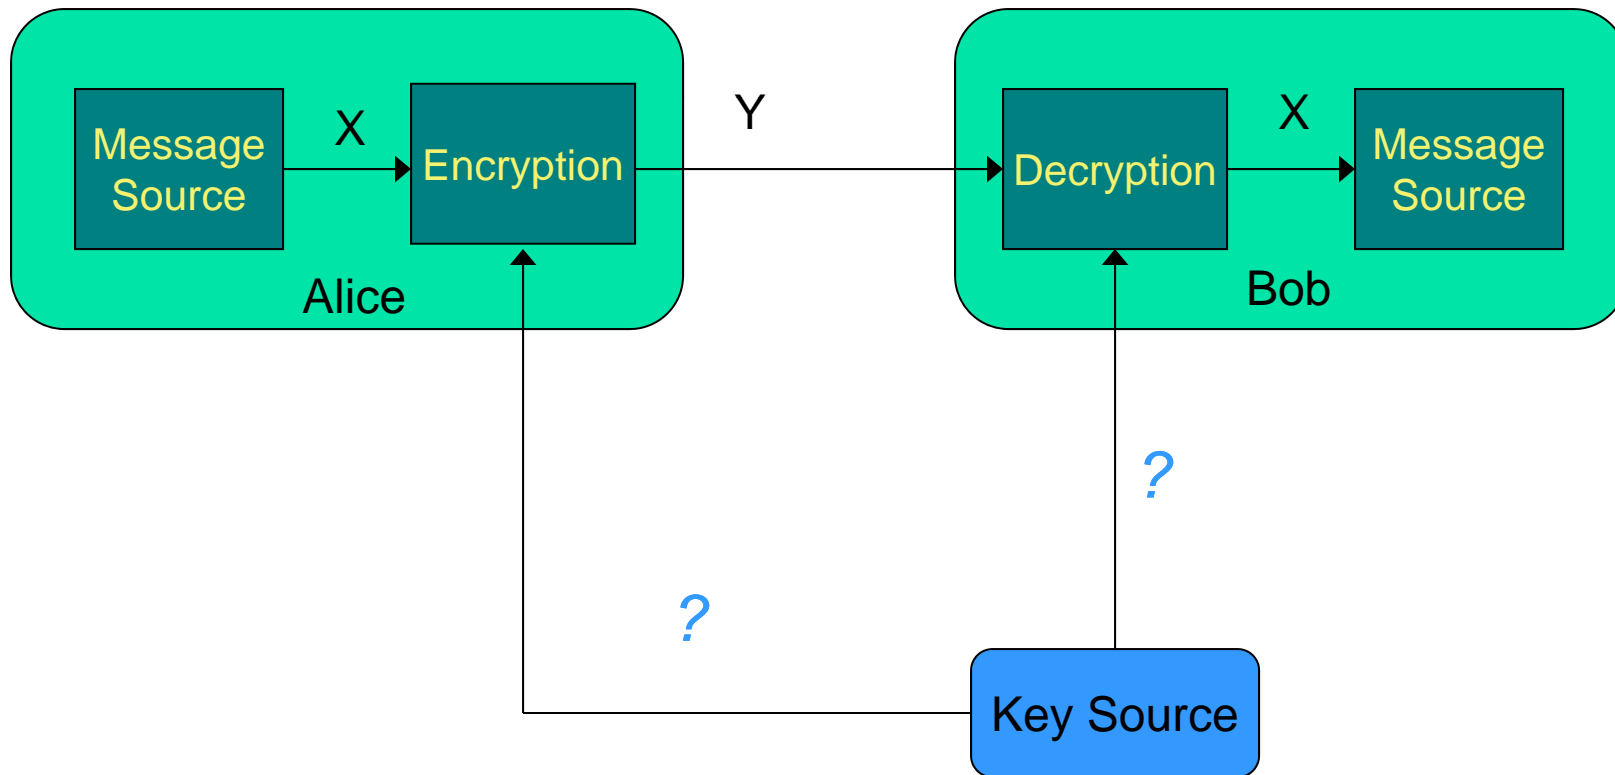 Message
Source
X
Encryption
Alice
Y
Decryption
X
Message
Source
Bob
?
?
Key Source